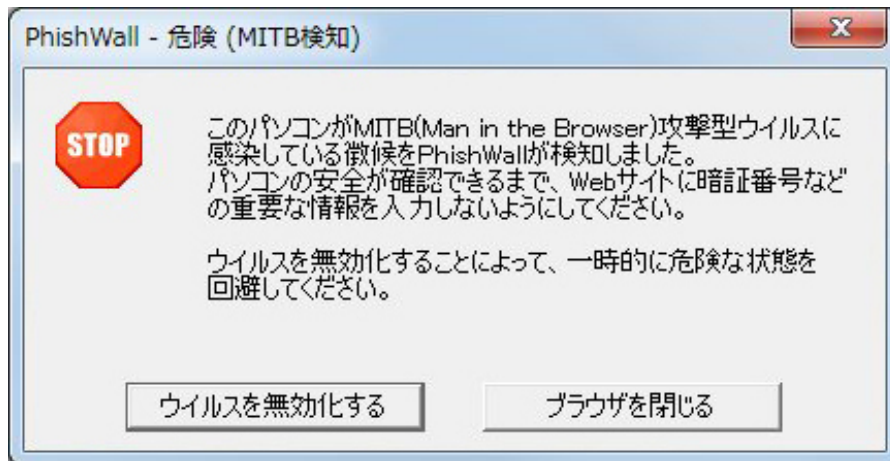 PhishWall - 危険 (MITB検知)
STOP
このパソコンがMITB(Man in the Browser)攻撃型ウイルスに
感染している徴候をPhishWallが検知しました。
パソコンの安全が確認できるまで、Webサイトに暗証番号など
の重要な情報を入力しないようにしてください。
ウイルスを無効化することによって、一時的に危険な状態を
回避してください。
ウイルスを無効化する
ブラウザを閉じる